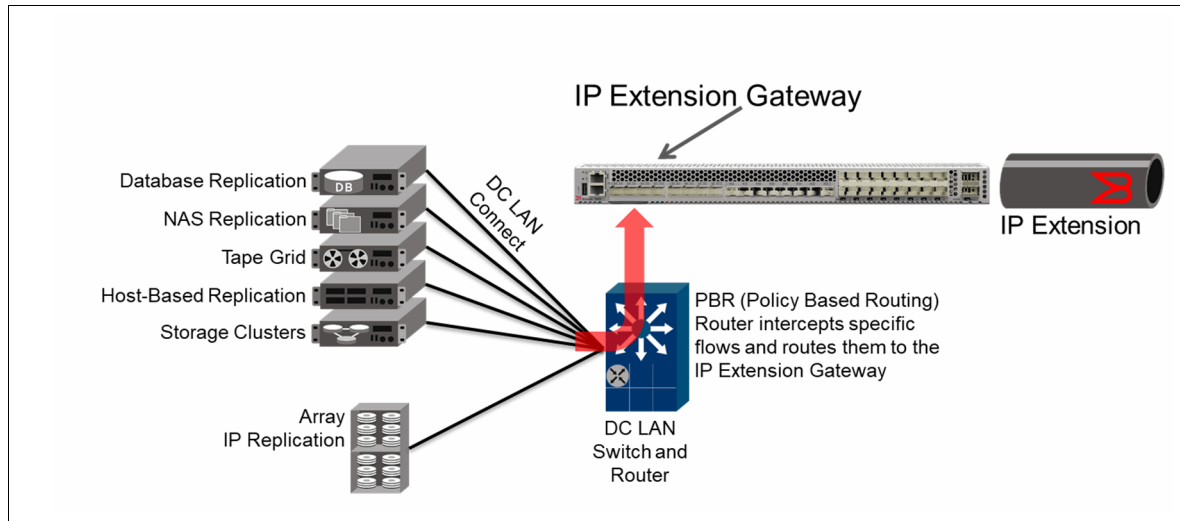 IP Extension Gateway
Database Replication
DB
NAS Replication
Tape Grid
Host-Based Replication
Storage Clusters
DC LAN
Connect
IP Extension
PBR (Policy Based Routing)
Router intercepts specific
flows and routes them to the
IP Extension Gateway
Array
IP Replication
DC LAN
Switch and
Router